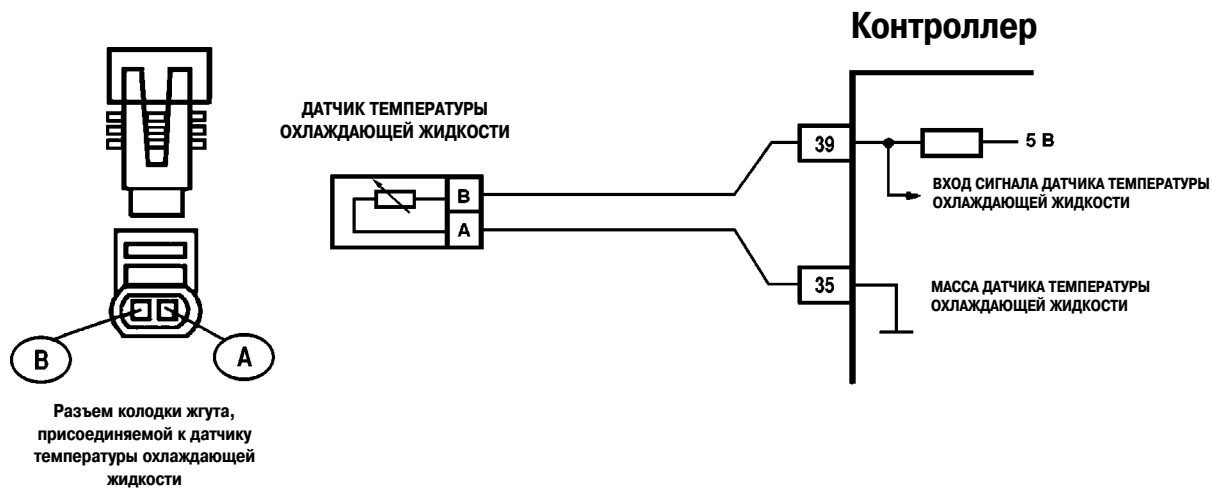 Контроллер
ДАТЧИК ТЕМПЕРАТУРЫ
ОХЛАЖДАЮЩЕЙ ЖИДКОСТИ
39
5 В
ВХОД СИГНАЛА ДАТЧИКА ТЕМПЕРАТУРЫ
ОХЛАЖДАЮЩЕЙ ЖИДКОСТИ
В
А
35
МАССА ДАТЧИКА ТЕМПЕРАТУРЫ
ОХЛАЖДАЮЩЕЙ ЖИДКОСТИ
В
А
Разъем колодки жгута,
присоединяемой к датчику
температуры охлаждающей
жидкости